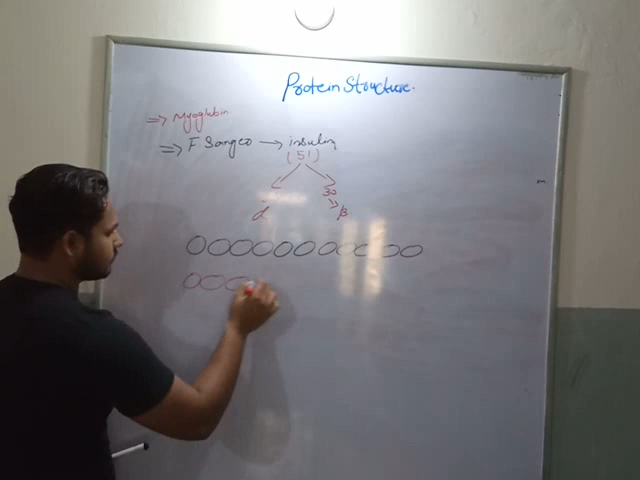 Protein Structure.
⇒ Myoglobin
⇒ F Sanger → insulin
(51)
30
α β